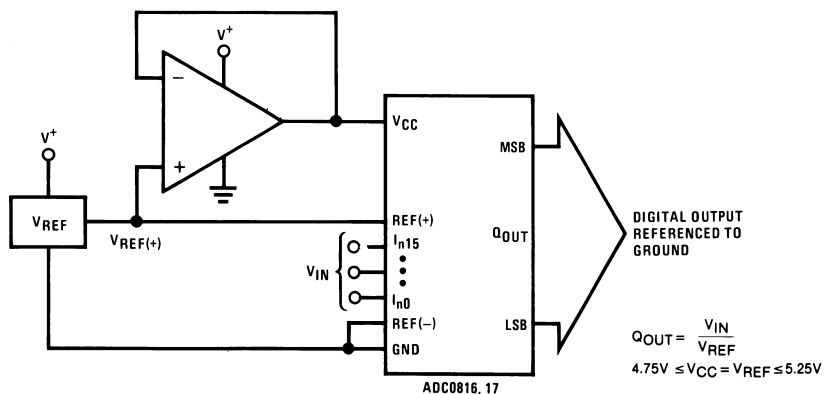 V+
−
+
VCC
MSB
V+
VREF
VREF(+)
REF(+)
In15
VIN
In0
REF(−)
GND
QOUT
LSB
DIGITAL OUTPUT
REFERENCED TO
GROUND
QOUT = VIN / VREF
4.75V ≤ VCC = VREF ≤ 5.25V
ADC0816, 17